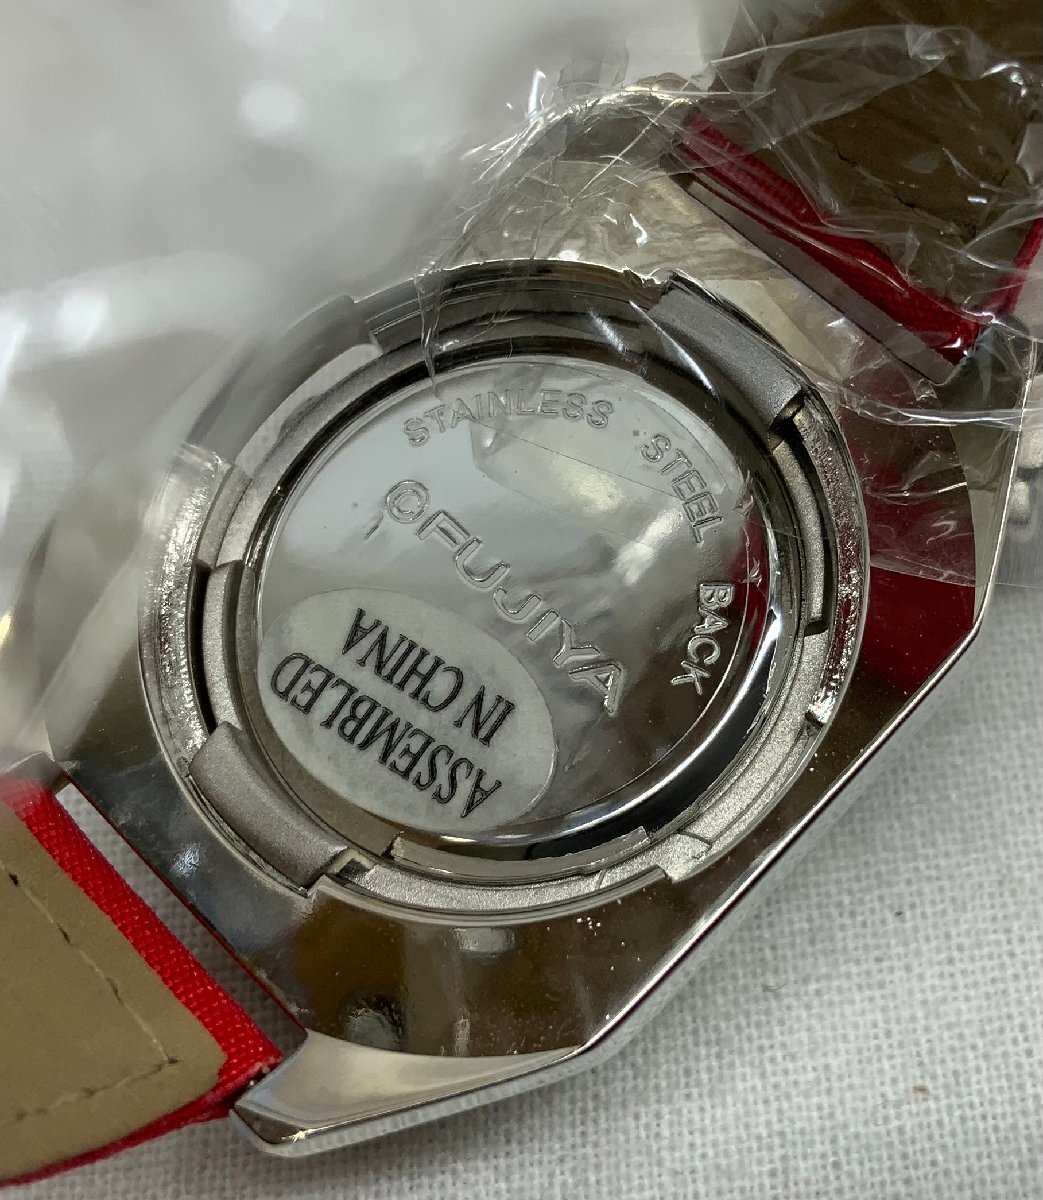 STAINLESS STEEL BACK
©FUJIYA
ASSEMBLED
IN CHINA